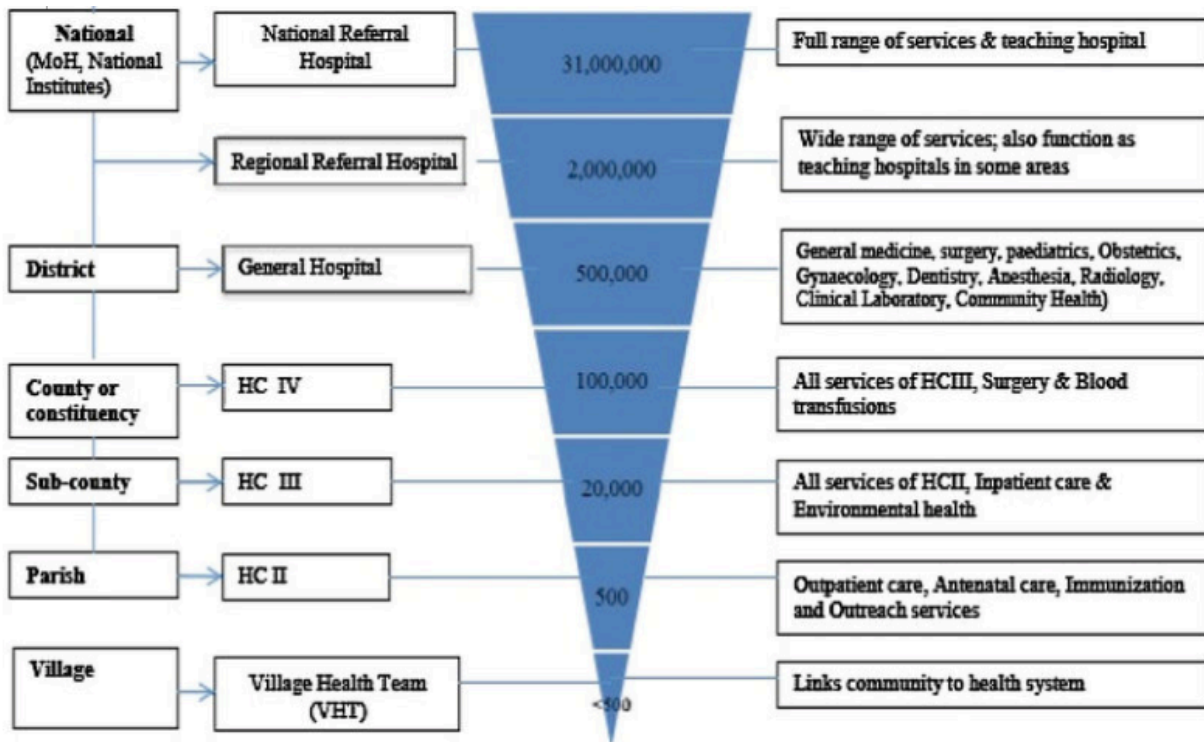 National
(MoH, National
Institutes)
National Referral
Hospital
31,000,000
Full range of services & teaching hospital
Regional Referral Hospital
2,000,000
Wide range of services; also function as
teaching hospitals in some areas
District
General Hospital
500,000
General medicine, surgery, paediatrics, Obstetrics,
Gynaecology, Dentistry, Anesthesia, Radiology,
Clinical Laboratory, Community Health)
County or
constituency
HC IV
100,000
All services of HCIII, Surgery & Blood
transfusions
Sub-county
HC III
20,000
All services of HCII, Inpatient care &
Environmental health
Parish
HC II
500
Outpatient care, Antenatal care, Immunization
and Outreach services
Village
Village Health Team
(VHT)
<500
Links community to health system